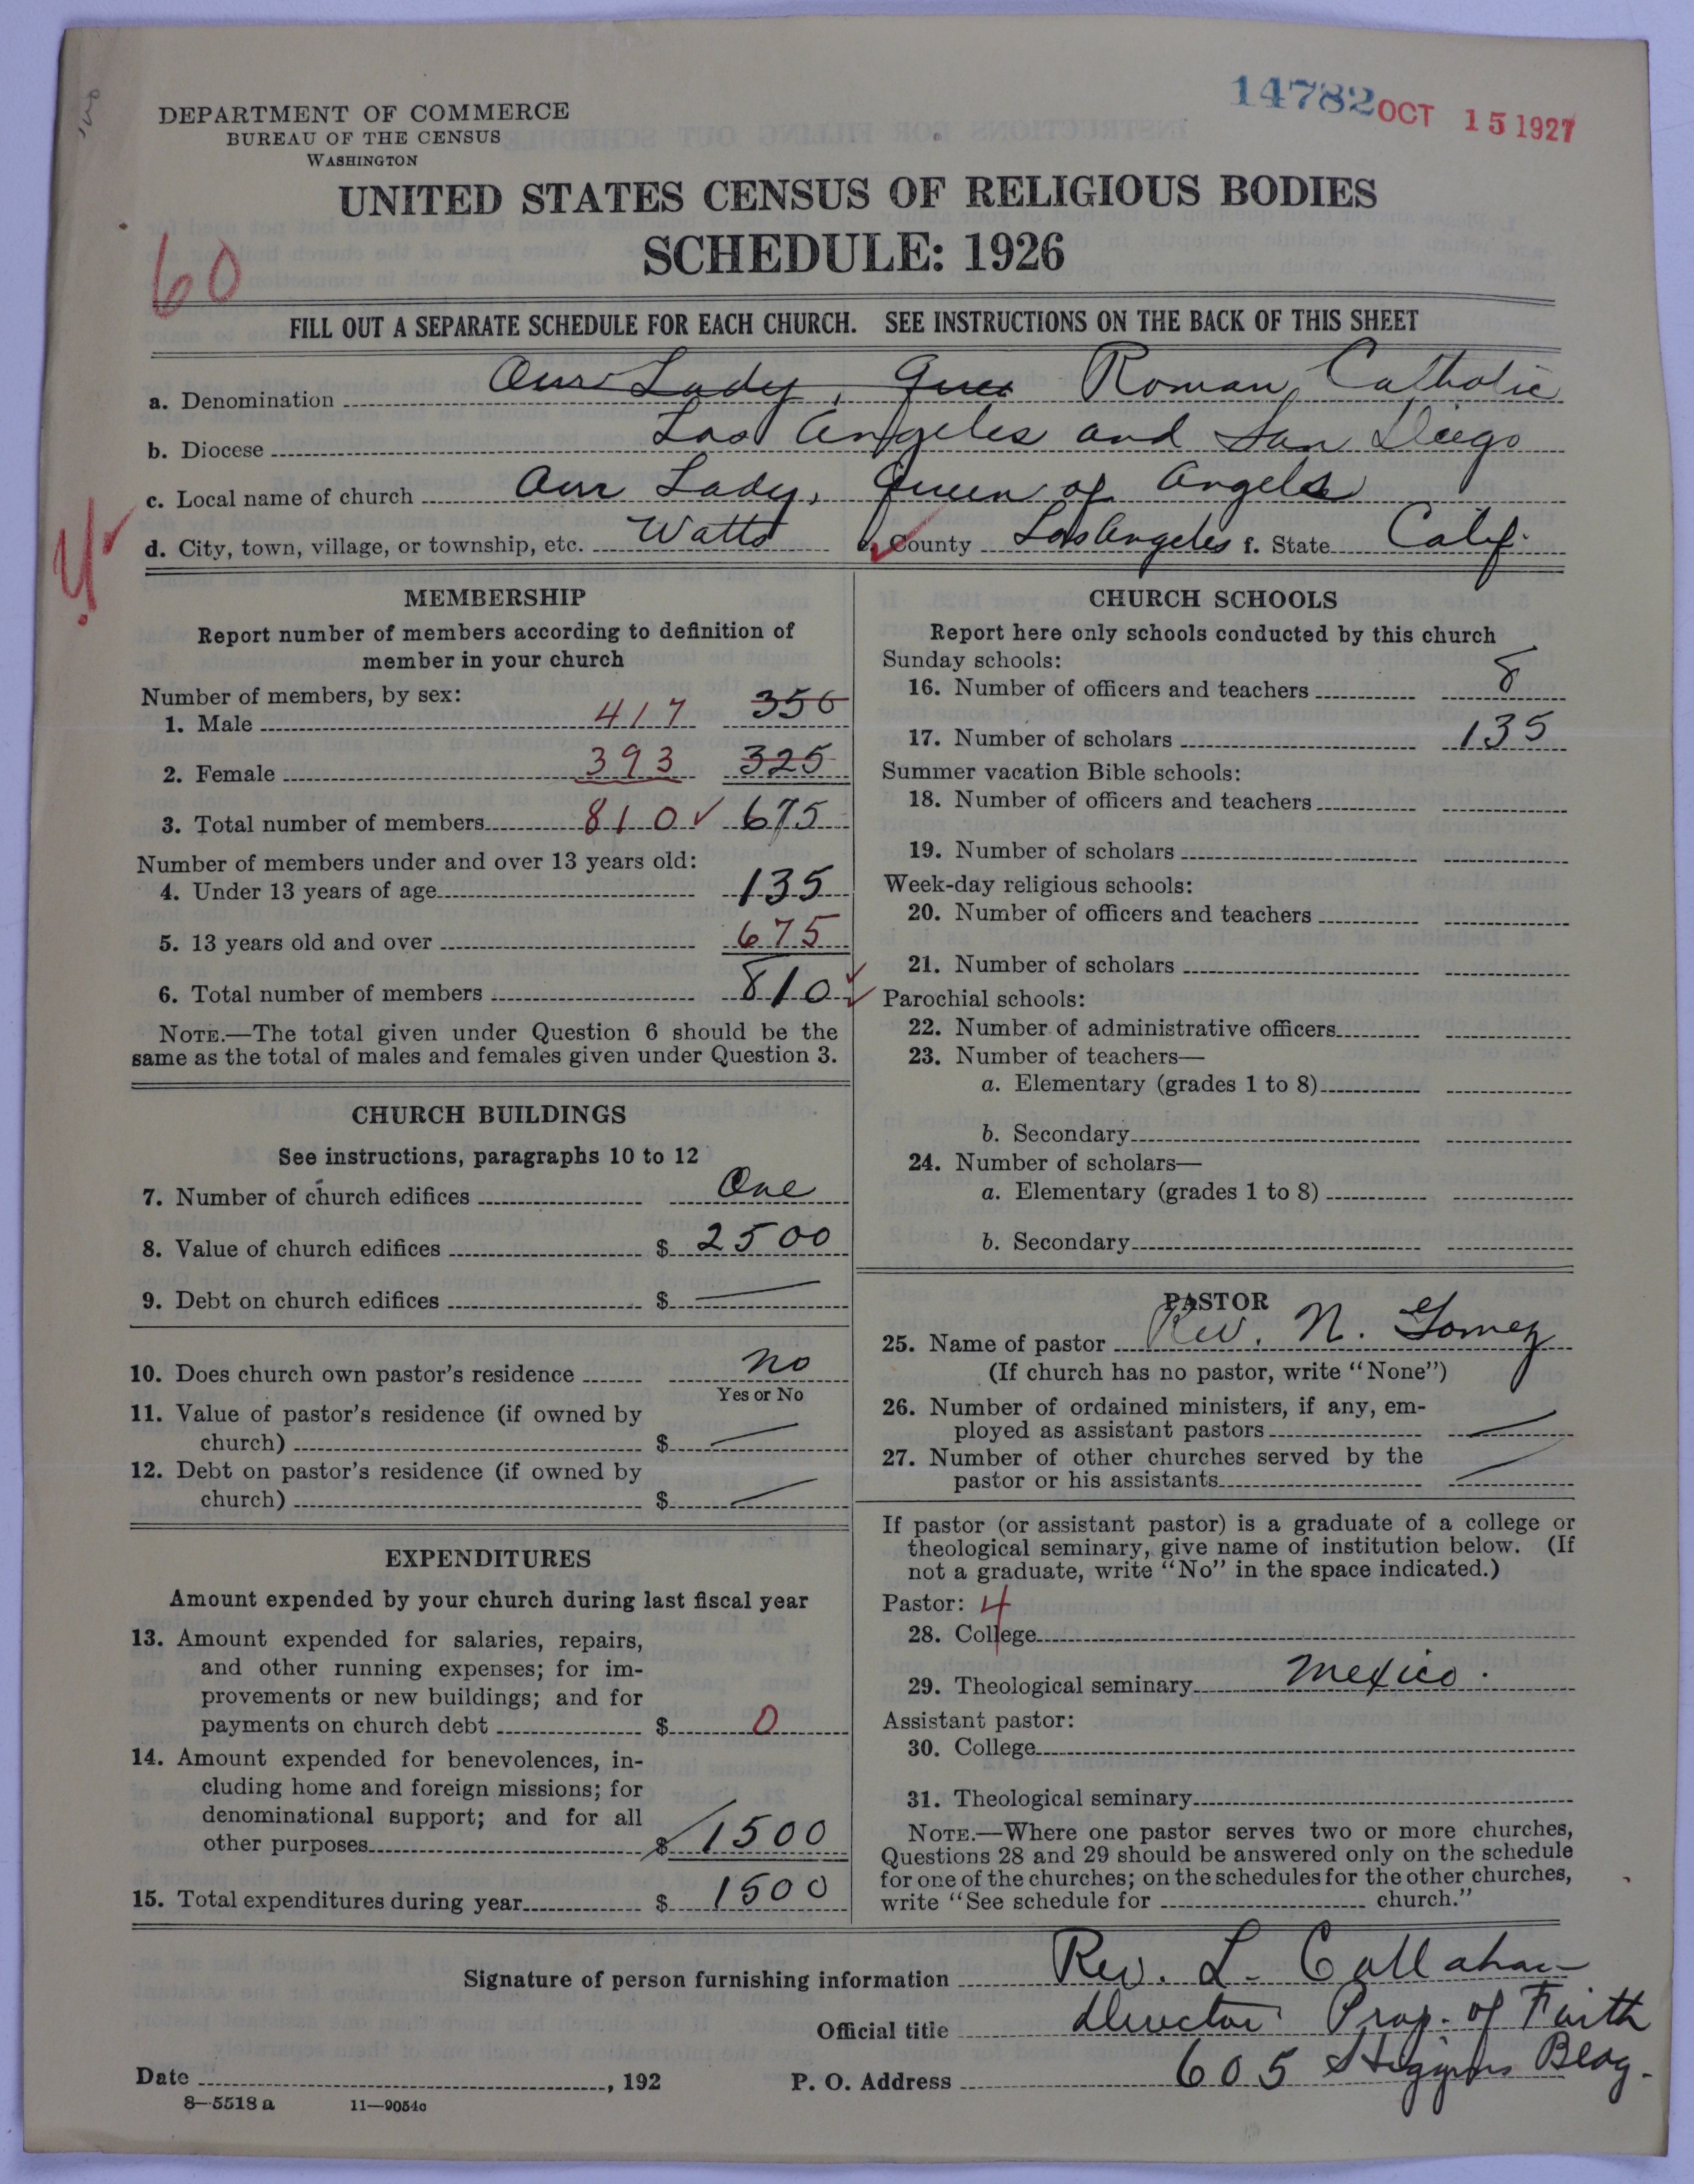 14782 OCT 15 1927
DEPARTMENT OF COMMERCE
BUREAU OF THE CENSUS
WASHINGTON
UNITED STATES CENSUS OF RELIGIOUS BODIES
SCHEDULE: 1926
60
FILL OUT A SEPARATE SCHEDULE FOR EACH CHURCH. SEE INSTRUCTIONS ON THE BACK OF THIS SHEET
a. Denomination Our Lady, Quee Roman Catholic
b. Diocese Los Angeles and San Diego
c. Local name of church Our Lady, Queen of Angels
d. City, town, village, or township, etc. Watts e. County Los Angeles f. State Calif.
MEMBERSHIP
Report number of members according to definition of
member in your church
Number of members, by sex:
1. Male 417 350
2. Female 393 325
3. Total number of members 810 ✓ 675
Number of members under and over 13 years old:
4. Under 13 years of age 135
5. 13 years old and over 675
6. Total number of members 810 ✓
NOTE.—The total given under Question 6 should be the
same as the total of males and females given under Question 3.
CHURCH BUILDINGS
See instructions, paragraphs 10 to 12
7. Number of church edifices One
8. Value of church edifices $ 2500
9. Debt on church edifices $ —
10. Does church own pastor's residence no
Yes or No
11. Value of pastor's residence (if owned by
church) $ —
12. Debt on pastor's residence (if owned by
church) $ —
EXPENDITURES
Amount expended by your church during last fiscal year
13. Amount expended for salaries, repairs,
and other running expenses; for im-
provements or new buildings; and for
payments on church debt $ 0
14. Amount expended for benevolences, in-
cluding home and foreign missions; for
denominational support; and for all
other purposes $ 1500
15. Total expenditures during year $ 1500
CHURCH SCHOOLS
Report here only schools conducted by this church
Sunday schools:
16. Number of officers and teachers 8
17. Number of scholars 135
Summer vacation Bible schools:
18. Number of officers and teachers
19. Number of scholars
Week-day religious schools:
20. Number of officers and teachers
21. Number of scholars
Parochial schools:
22. Number of administrative officers
23. Number of teachers—
a. Elementary (grades 1 to 8)
b. Secondary
24. Number of scholars—
a. Elementary (grades 1 to 8)
b. Secondary
PASTOR
25. Name of pastor Rev. N. Gomez
(If church has no pastor, write "None")
26. Number of ordained ministers, if any, em-
ployed as assistant pastors —
27. Number of other churches served by the
pastor or his assistants —
If pastor (or assistant pastor) is a graduate of a college or
theological seminary, give name of institution below. (If
not a graduate, write "No" in the space indicated.)
Pastor: 4
28. College
29. Theological seminary Mexico.
Assistant pastor:
30. College
31. Theological seminary
NOTE.—Where one pastor serves two or more churches,
Questions 28 and 29 should be answered only on the schedule
for one of the churches; on the schedules for the other churches,
write "See schedule for church."
Signature of person furnishing information Rev. L. Callahan
Official title Director Prop. of Faith
Date , 192 P. O. Address 605 Higgins Bldg.
8—5518 a 11—9054c